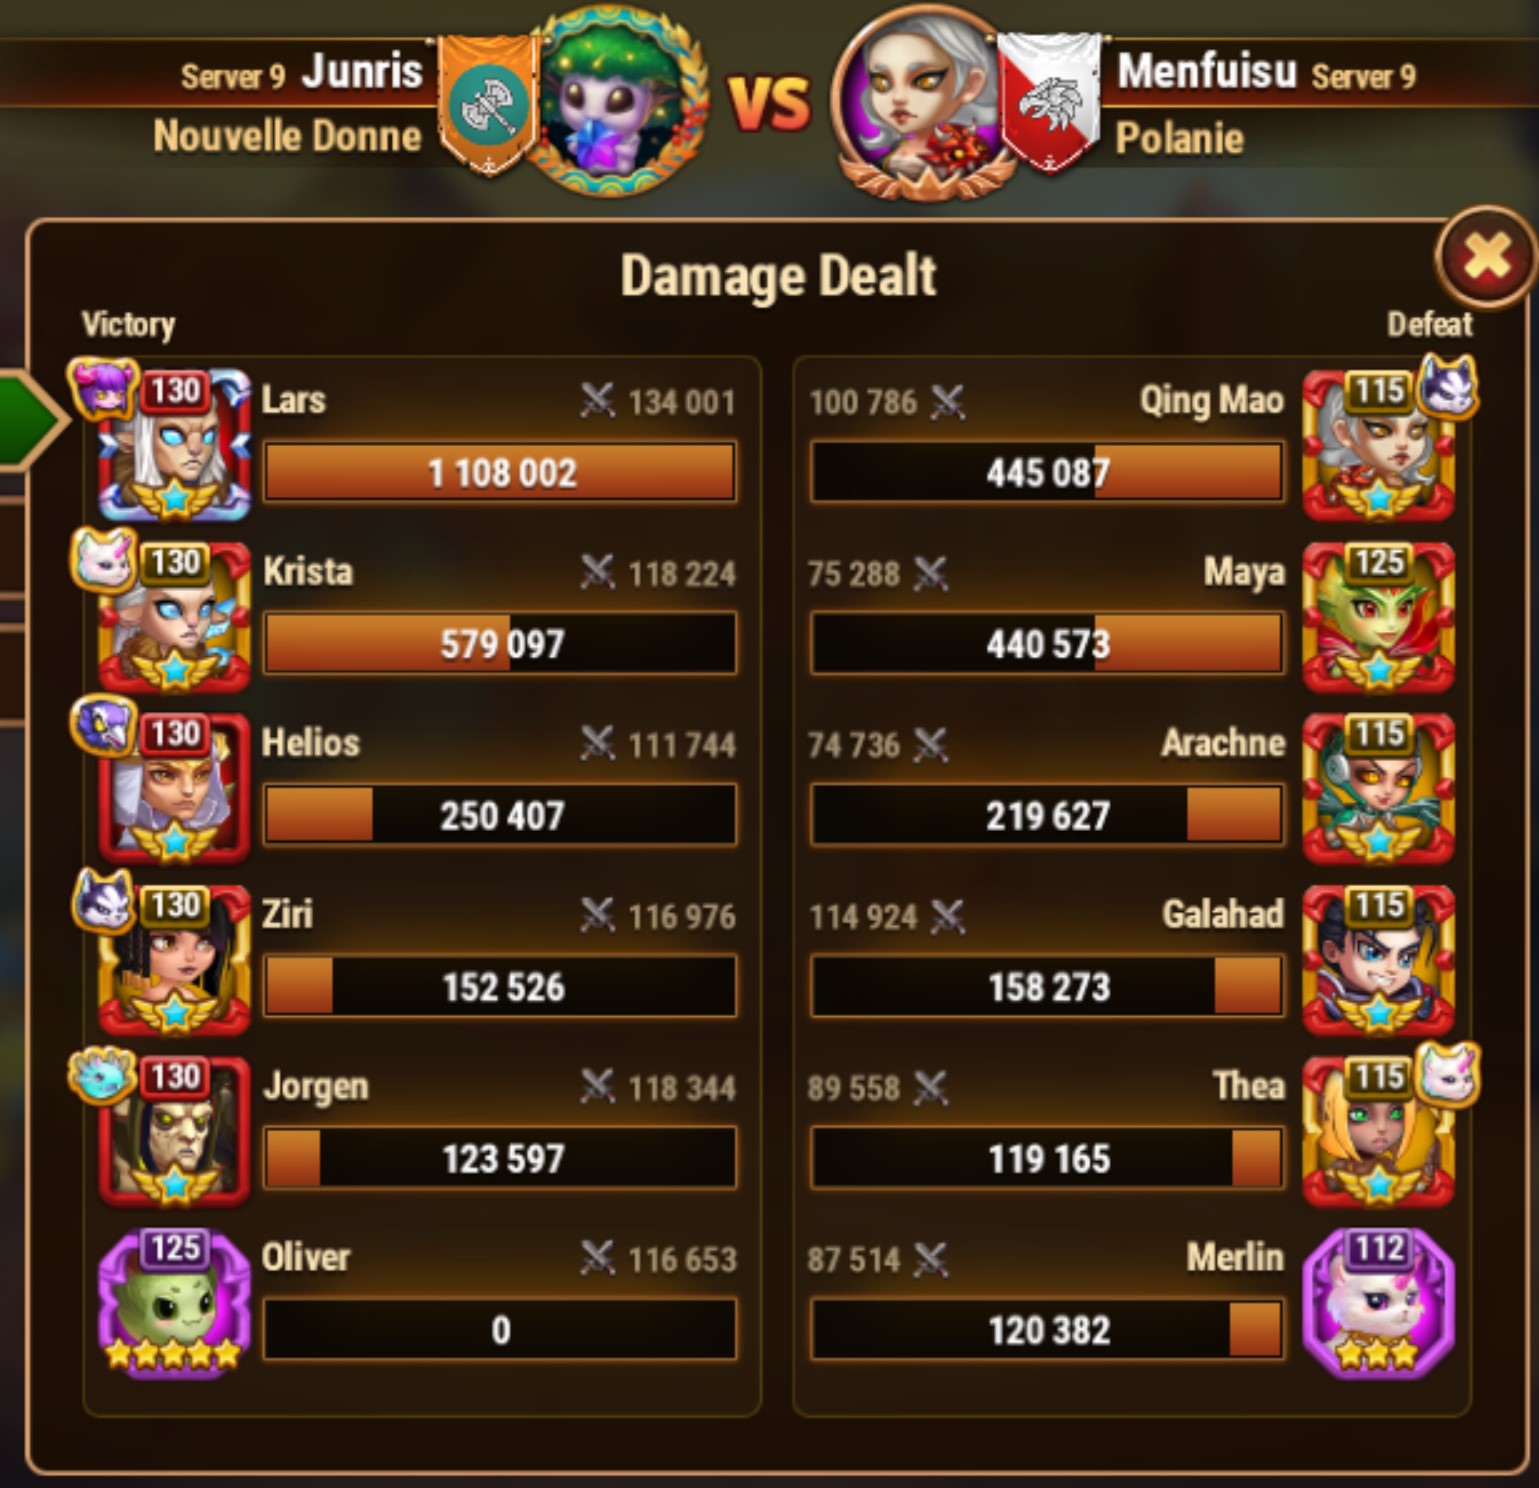 Server 9 Junris
Nouvelle Donne
VS
Menfuisu Server 9
Polanie
Damage Dealt
Victory
Defeat
130
Lars
134 001
1 108 002
130
Krista
118 224
579 097
130
Helios
111 744
250 407
130
Ziri
116 976
152 526
130
Jorgen
118 344
123 597
125
Oliver
116 653
0
100 786
Qing Mao
115
445 087
75 288
Maya
125
440 573
74 736
Arachne
115
219 627
114 924
Galahad
115
158 273
89 558
Thea
115
119 165
87 514
Merlin
112
120 382